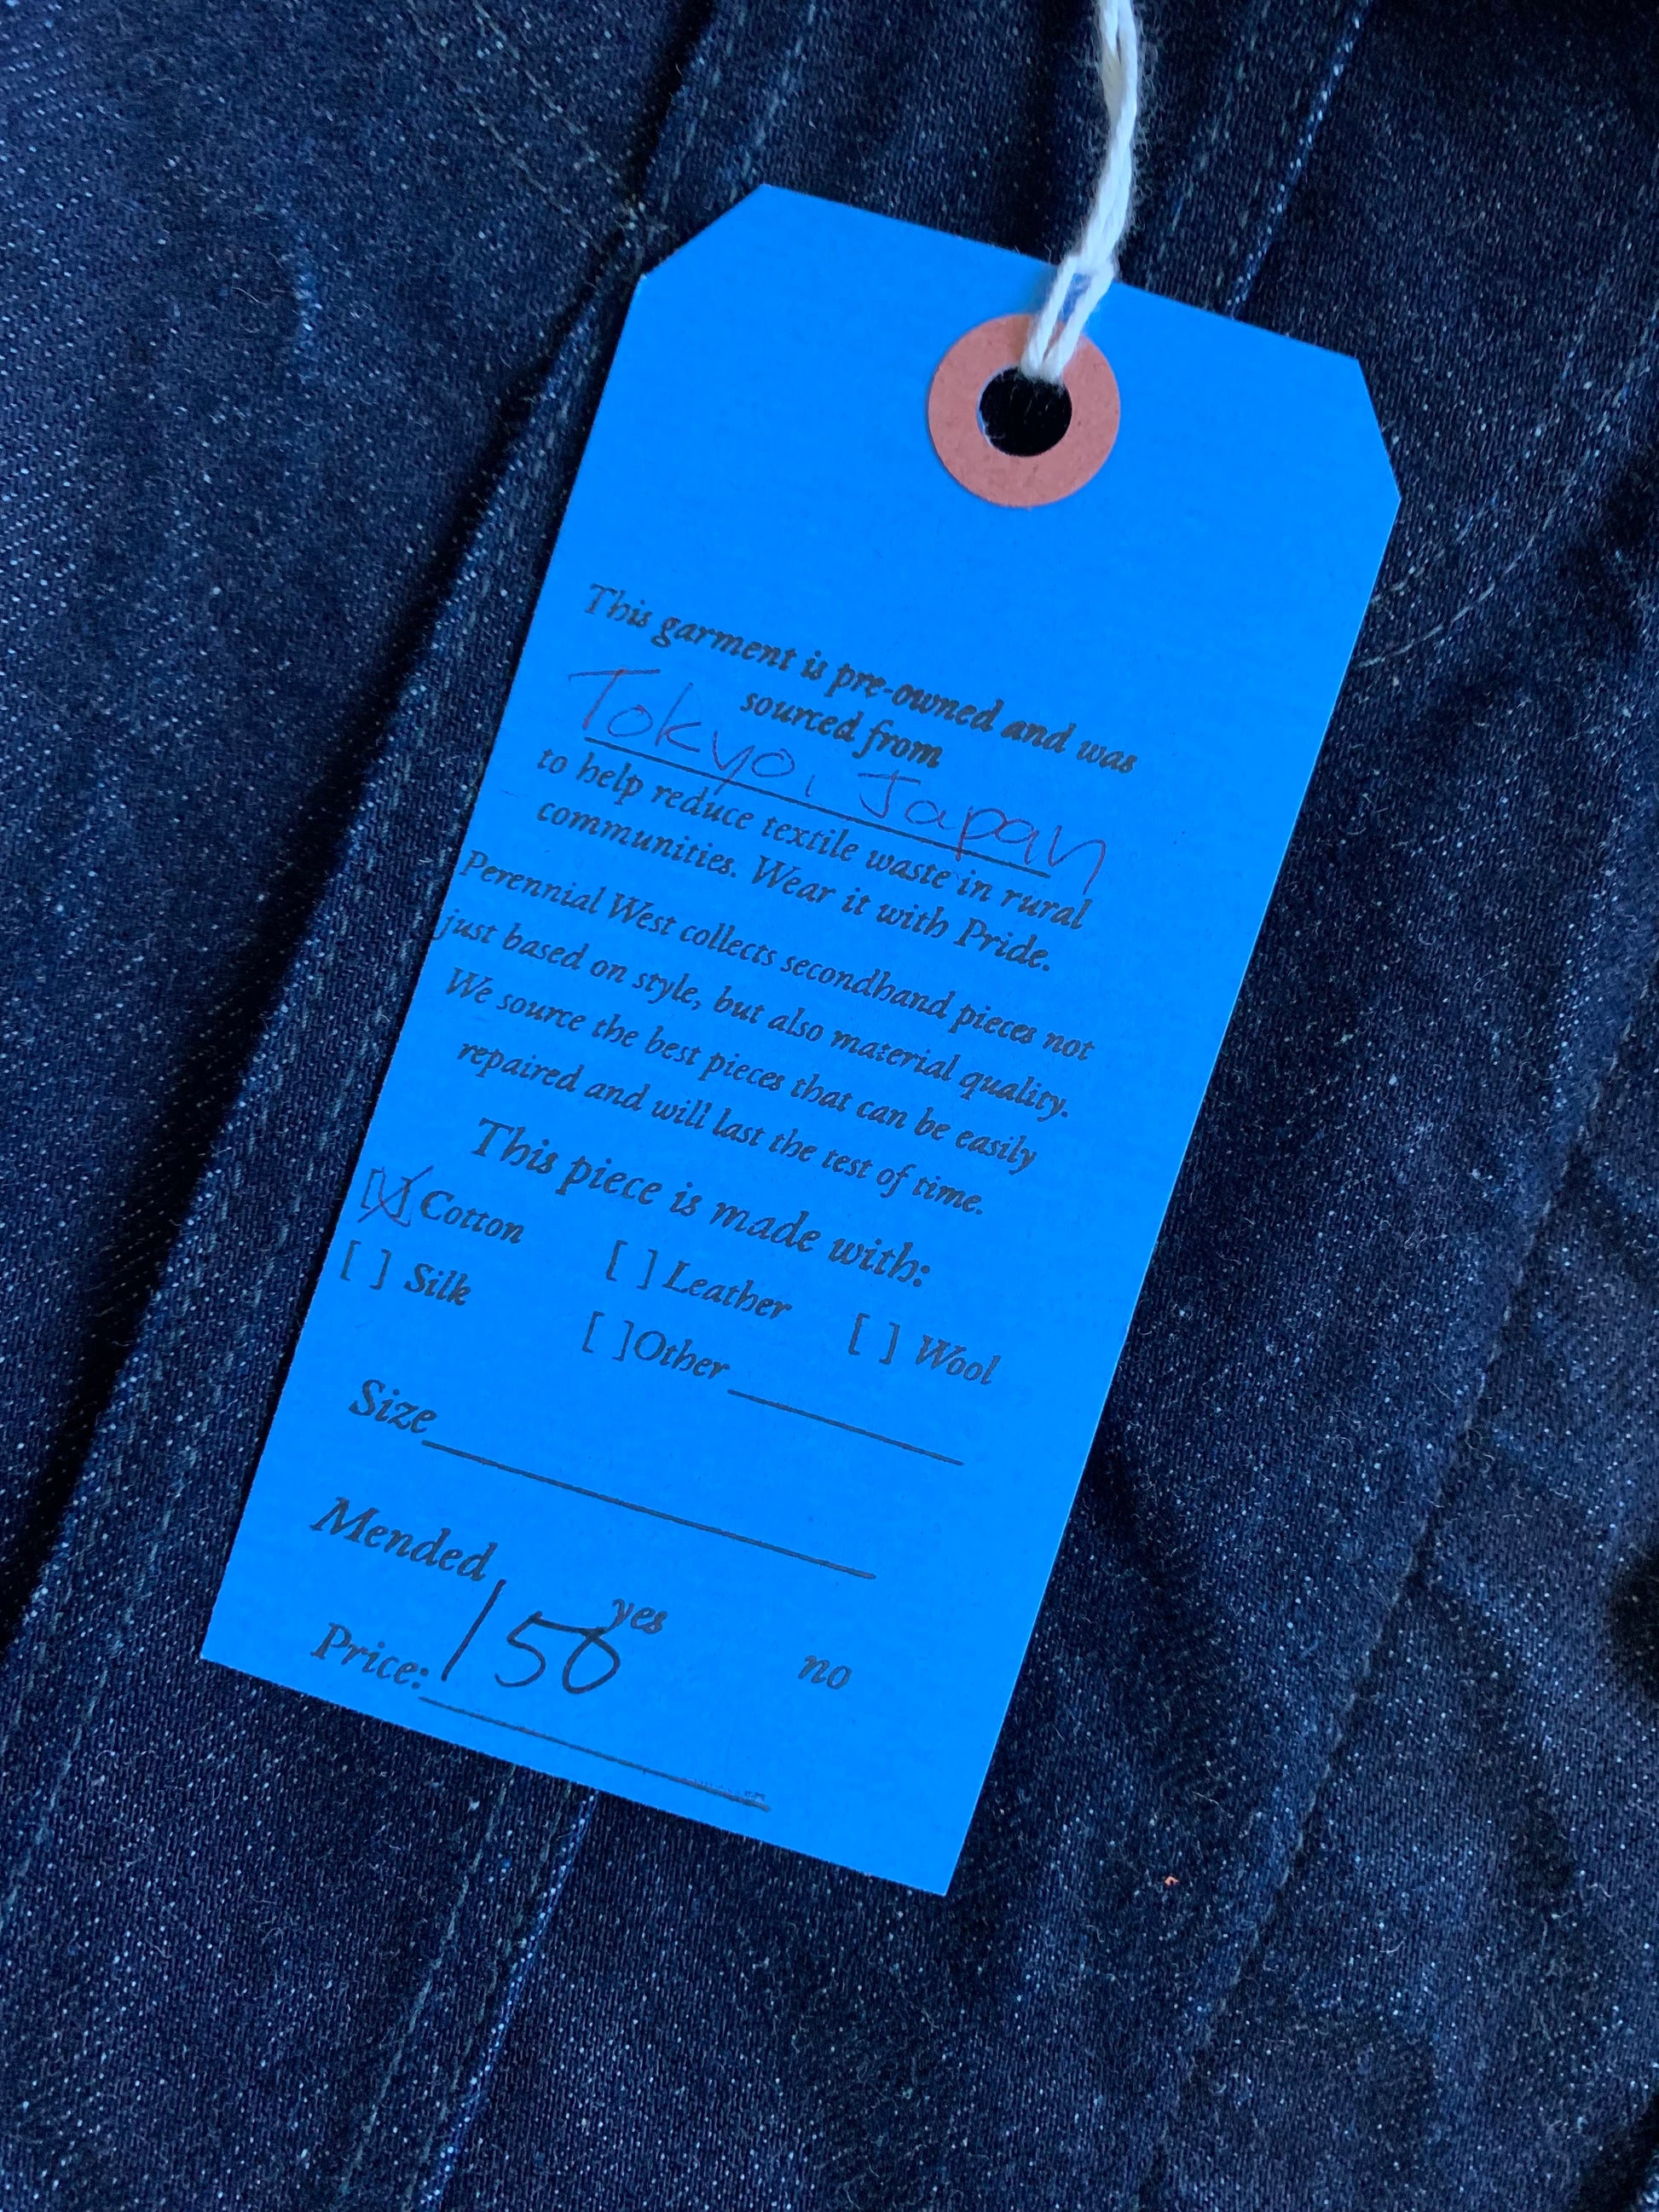 This garment is pre-owned and was
sourced from
Tokyo, Japan
to help reduce textile waste in rural
communities. Wear it with Pride.
Perennial West collects secondhand pieces not
just based on style, but also material quality.
We source the best pieces that can be easily
repaired and will last the test of time.
This piece is made with:
[X] Cotton [ ] Leather [ ] Wool
[ ] Silk [ ]Other
Size
Mended yes no
Price: 150